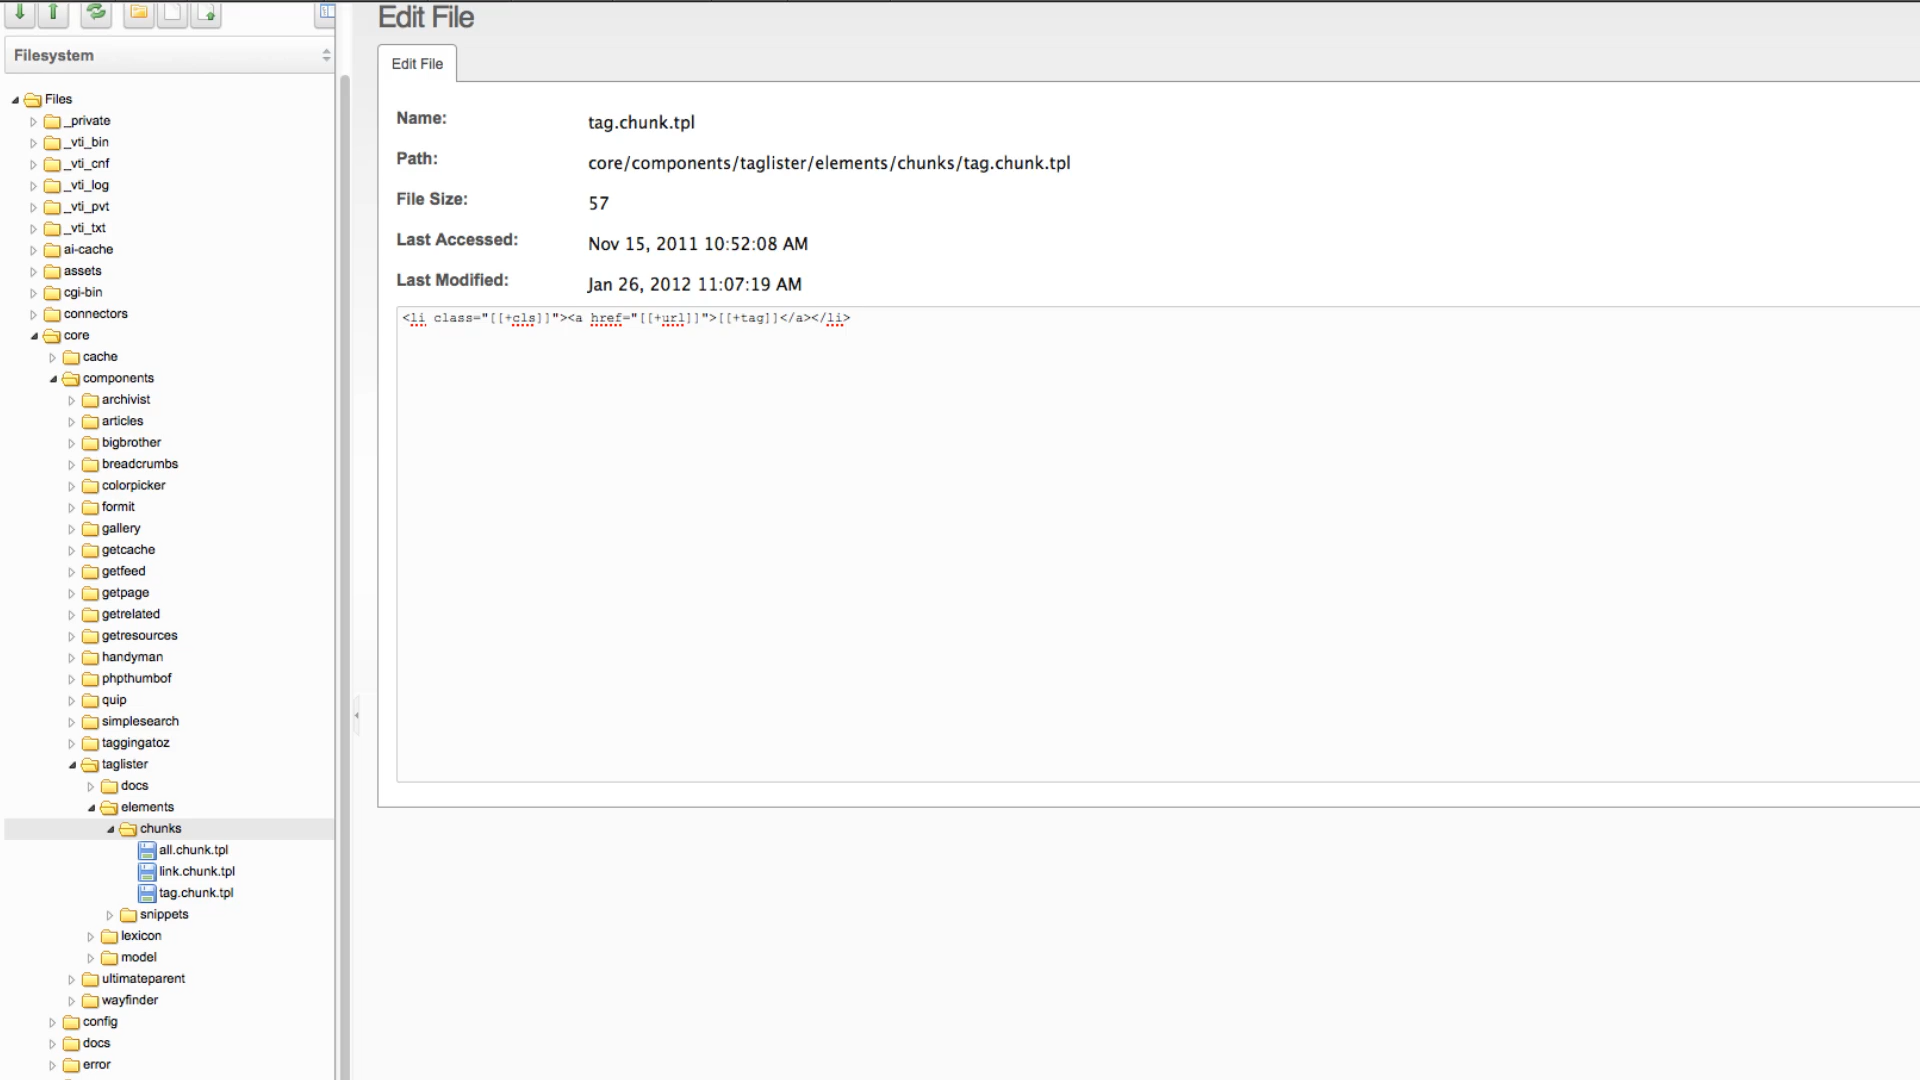 Edit File
Filesystem
Edit File
Files
_private
_vti_bin
_vti_cnf
_vti_log
_vti_pvt
_vti_txt
ai-cache
assets
cgi-bin
connectors
core
cache
components
archivist
articles
bigbrother
breadcrumbs
colorpicker
formit
gallery
getcache
getfeed
getpage
getrelated
getresources
handyman
phpthumbof
quip
simplesearch
taggingatoz
taglister
docs
elements
chunks
all.chunk.tpl
link.chunk.tpl
tag.chunk.tpl
snippets
lexicon
model
ultimateparent
wayfinder
config
docs
error
Name: tag.chunk.tpl
Path: core/components/taglister/elements/chunks/tag.chunk.tpl
File Size: 57
Last Accessed: Nov 15, 2011 10:52:08 AM
Last Modified: Jan 26, 2012 11:07:19 AM
<li class="[[+cls]]"><a href="[[+url]]">[[+tag]]</a></li>